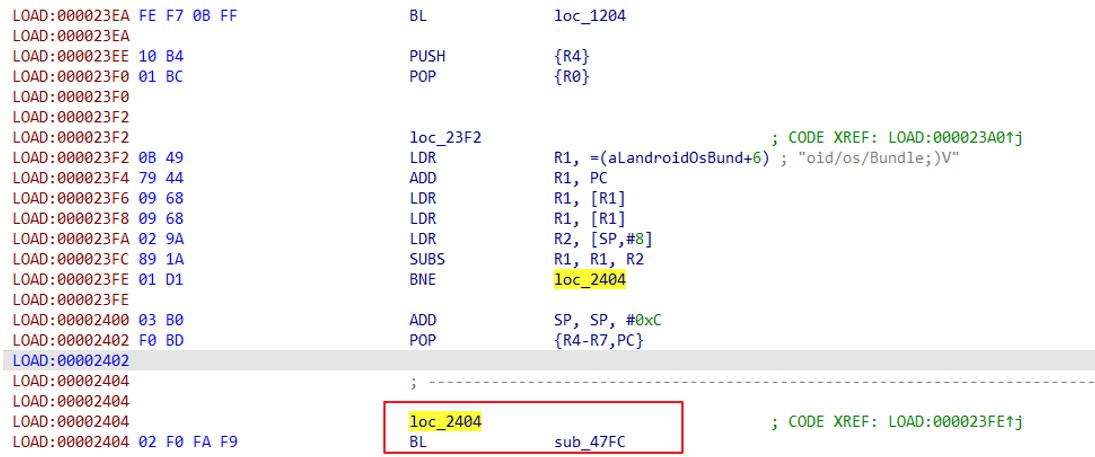 LOAD:000023EA FE F7 0B FF BL loc_1204
LOAD:000023EA
LOAD:000023EE 10 B4 PUSH {R4}
LOAD:000023F0 01 BC POP {R0}
LOAD:000023F0
LOAD:000023F2
LOAD:000023F2 loc_23F2 ; CODE XREF: LOAD:000023A0↑j
LOAD:000023F2 0B 49 LDR R1, =(aLandroidOsBund+6) ; "oid/os/Bundle;)V"
LOAD:000023F4 79 44 ADD R1, PC
LOAD:000023F6 09 68 LDR R1, [R1]
LOAD:000023F8 09 68 LDR R1, [R1]
LOAD:000023FA 02 9A LDR R2, [SP,#8]
LOAD:000023FC 89 1A SUBS R1, R1, R2
LOAD:000023FE 01 D1 BNE loc_2404
LOAD:000023FE
LOAD:00002400 03 B0 ADD SP, SP, #0xC
LOAD:00002402 F0 BD POP {R4-R7,PC}
LOAD:00002402
LOAD:00002404 ; ---------------------------------------------------------------------------
LOAD:00002404
LOAD:00002404 loc_2404 ; CODE XREF: LOAD:000023FE↑j
LOAD:00002404 02 F0 FA F9 BL sub_47FC